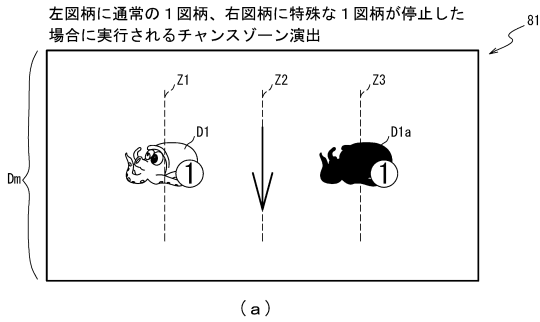 左図柄に通常の１図柄、右図柄に特殊な１図柄が停止した
場合に実行されるチャンスゾーン演出
81
Z1 Z2 Z3
D1 D1a
Dm
1 1
(a)